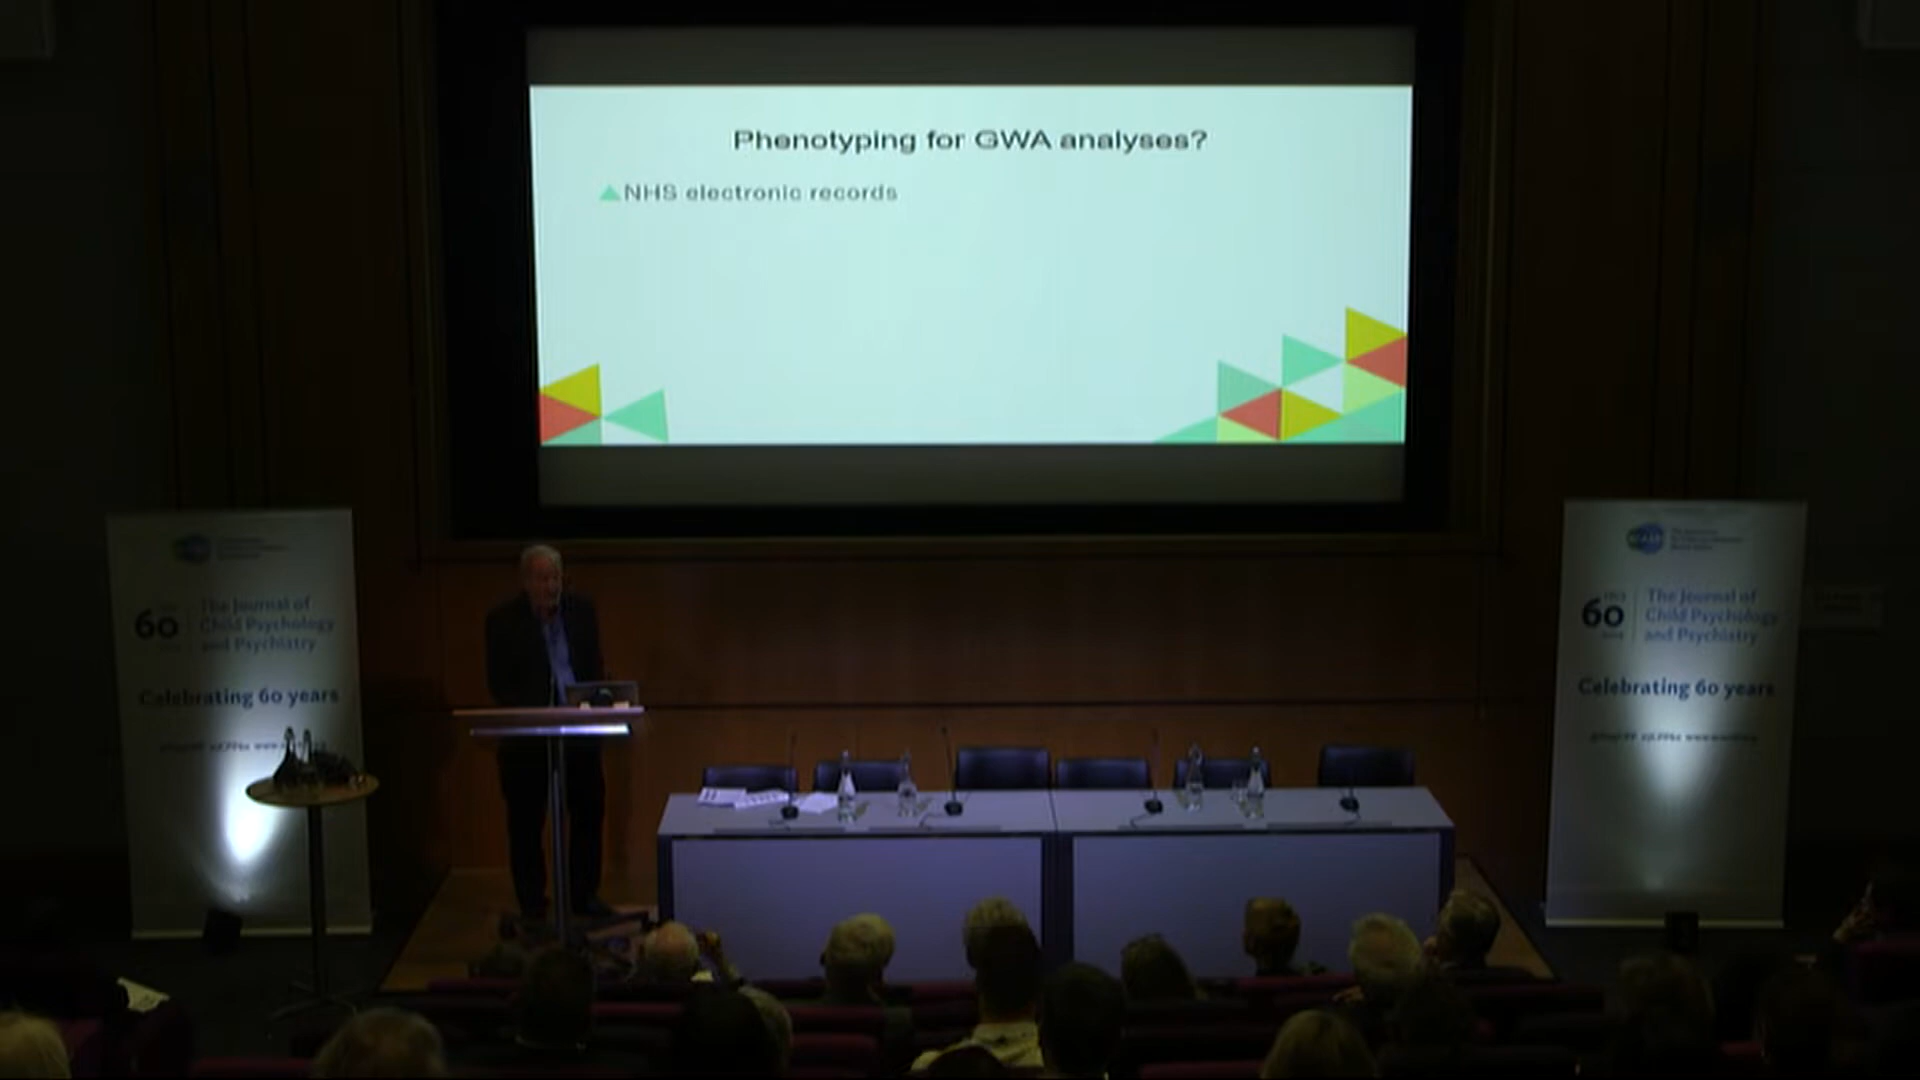 Phenotyping for GWA analyses?
NHS electronic records
60
The Journal of
Child Psychology
and Psychiatry
Celebrating 60 years
60
The Journal of
Child Psychology
and Psychiatry
Celebrating 60 years